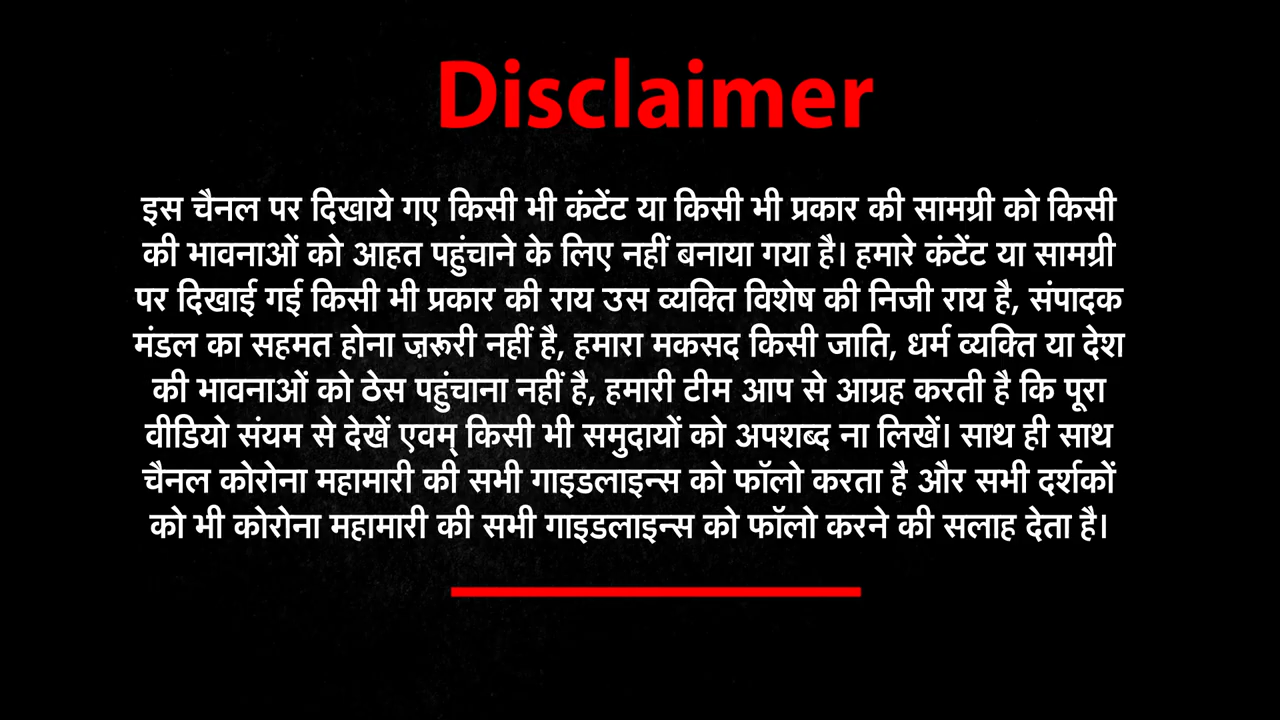 Disclaimer
इस चैनल पर दिखाये गए किसी भी कंटेंट या किसी भी प्रकार की सामग्री को किसी
की भावनाओं को आहत पहुंचाने के लिए नहीं बनाया गया है। हमारे कंटेंट या सामग्री
पर दिखाई गई किसी भी प्रकार की राय उस व्यक्ति विशेष की निजी राय है, संपादक
मंडल का सहमत होना ज़रूरी नहीं है, हमारा मकसद किसी जाति, धर्म व्यक्ति या देश
की भावनाओं को ठेस पहुंचाना नहीं है, हमारी टीम आप से आग्रह करती है कि पूरा
वीडियो संयम से देखें एवम् किसी भी समुदायों को अपशब्द ना लिखें। साथ ही साथ
चैनल कोरोना महामारी की सभी गाइडलाइन्स को फॉलो करता है और सभी दर्शकों
को भी कोरोना महामारी की सभी गाइडलाइन्स को फॉलो करने की सलाह देता है।